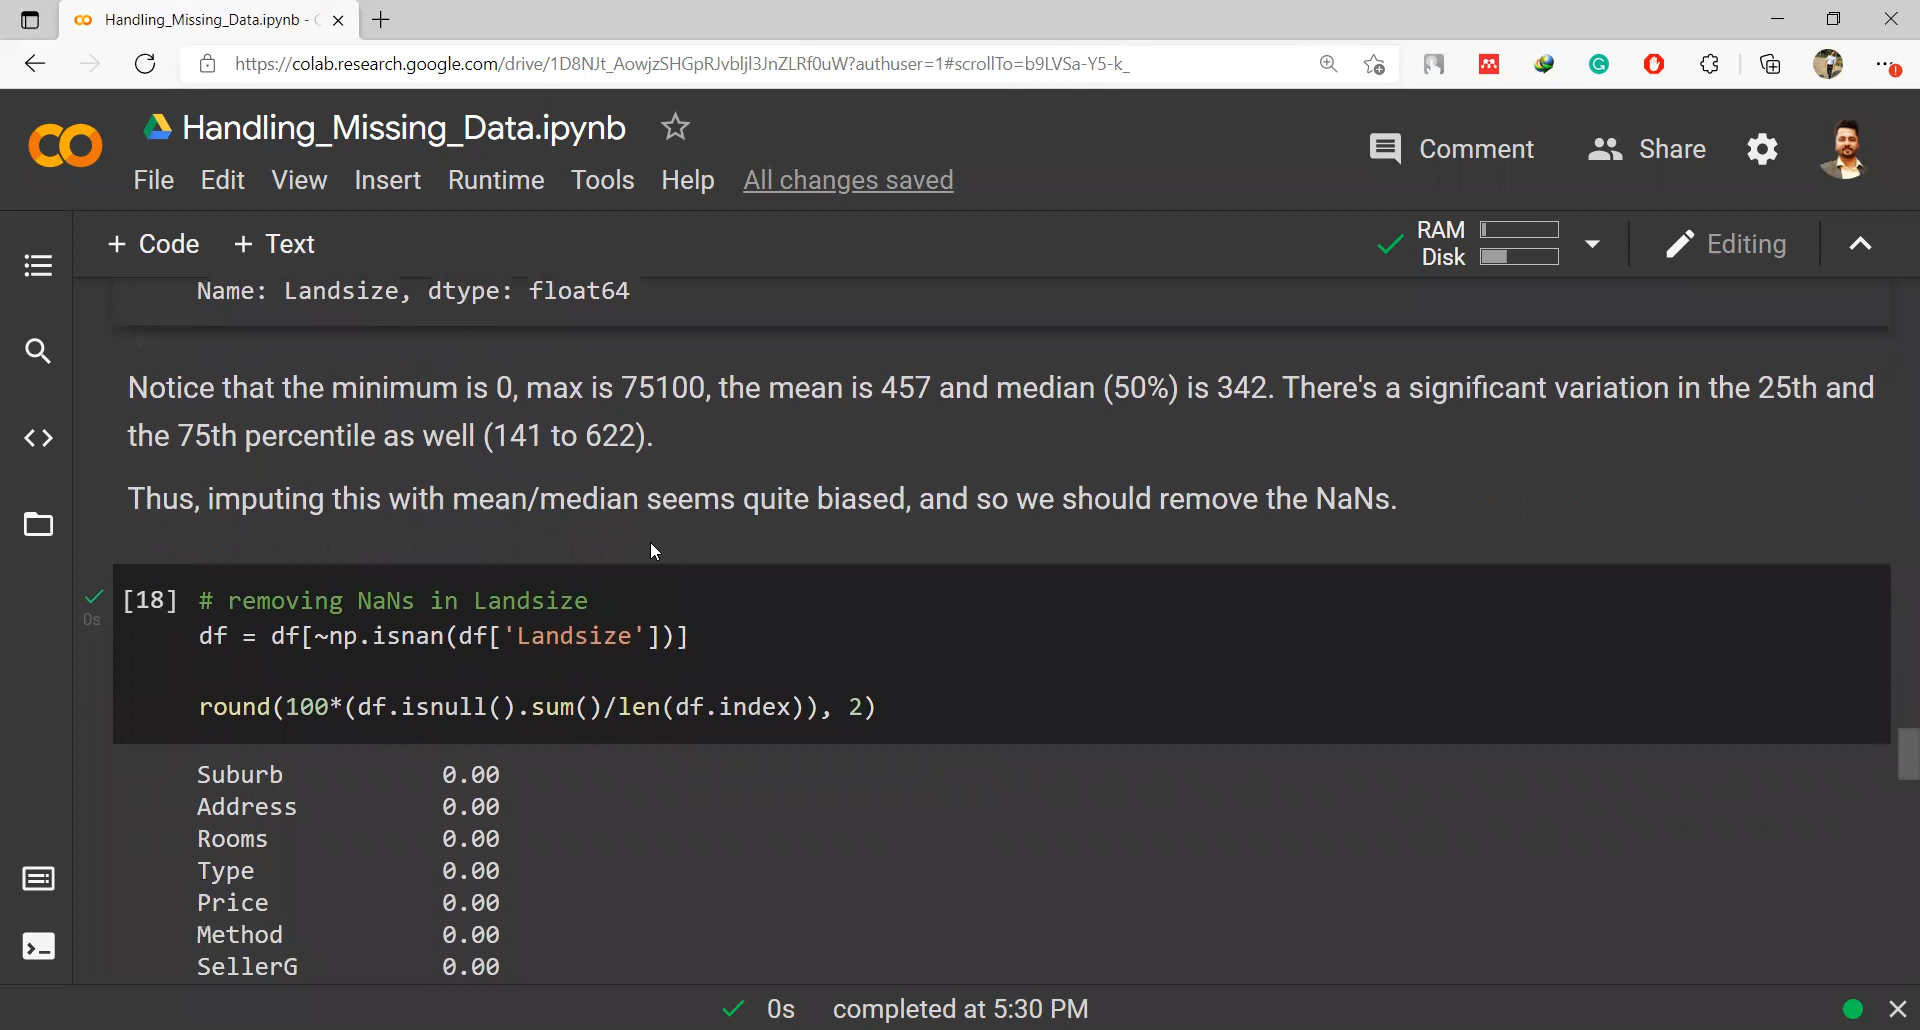 Handling_Missing_Data.ipynb -
https://colab.research.google.com/drive/1D8NJt_AowjzSHGpRJvbljl3JnZLRf0uW?authuser=1#scrollTo=b9LVSa-Y5-k_
Handling_Missing_Data.ipynb
Comment Share
File Edit View Insert Runtime Tools Help All changes saved
+ Code + Text
RAM
Disk
Editing
Name: Landsize, dtype: float64
Notice that the minimum is 0, max is 75100, the mean is 457 and median (50%) is 342. There's a significant variation in the 25th and
the 75th percentile as well (141 to 622).
Thus, imputing this with mean/median seems quite biased, and so we should remove the NaNs.
[18] # removing NaNs in Landsize
0s
df = df[~np.isnan(df['Landsize'])]
round(100*(df.isnull().sum()/len(df.index)), 2)
Suburb 0.00
Address 0.00
Rooms 0.00
Type 0.00
Price 0.00
Method 0.00
SellerG 0.00
0s completed at 5:30 PM